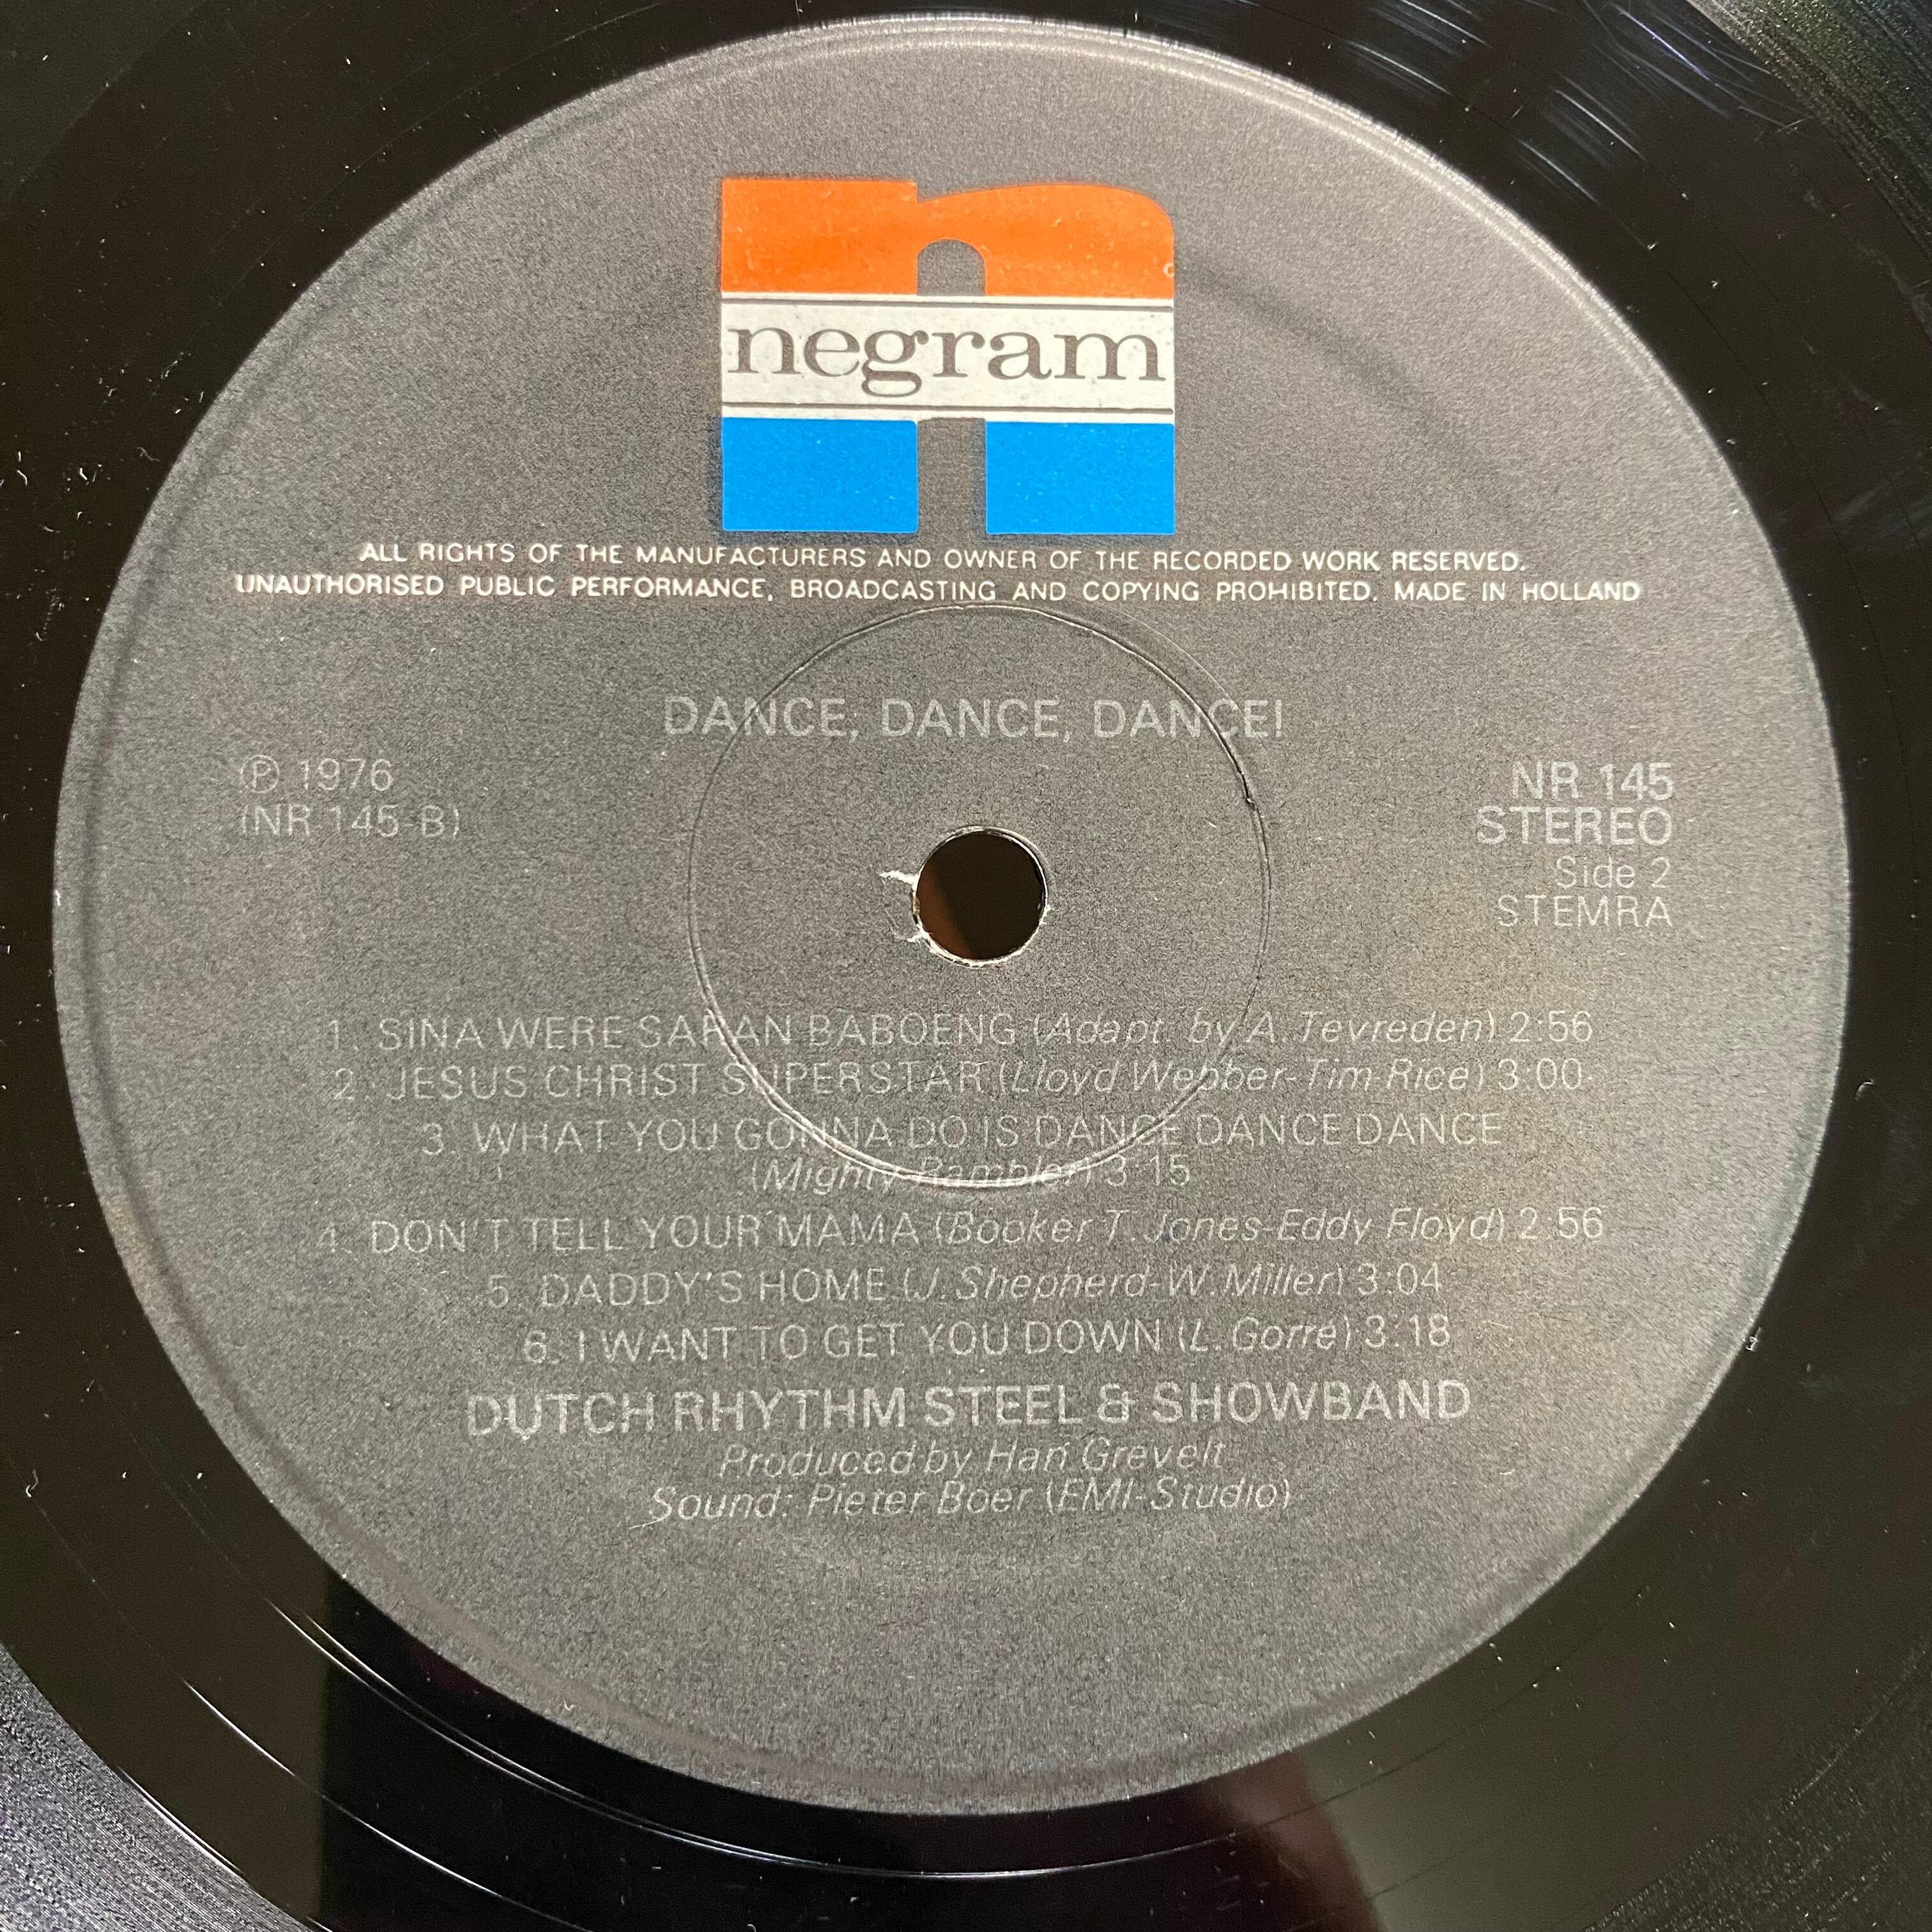 negram
ALL RIGHTS OF THE MANUFACTURERS AND OWNER OF THE RECORDED WORK RESERVED.
UNAUTHORISED PUBLIC PERFORMANCE, BROADCASTING AND COPYING PROHIBITED. MADE IN HOLLAND
DANCE, DANCE, DANCE!
℗ 1976
(NR 145-B)
NR 145
STEREO
Side 2
STEMRA
1. SINA WERE SARAN BABOENG (Adapt. by A. Tevreden) 2:56
2. JESUS CHRIST SUPERSTAR (Lloyd Webber-Tim Rice) 3:00
3. WHAT YOU GONNA DO IS DANCE DANCE DANCE
(Mighty Rambler) 3:15
4. DON'T TELL YOUR MAMA (Booker T. Jones-Eddy Floyd) 2:56
5. DADDY'S HOME (J. Shepherd-W. Miller) 3:04
6. I WANT TO GET YOU DOWN (L. Gorré) 3:18
DUTCH RHYTHM STEEL & SHOWBAND
Produced by Han Grevelt
Sound: Pieter Boer (EMI-Studio)